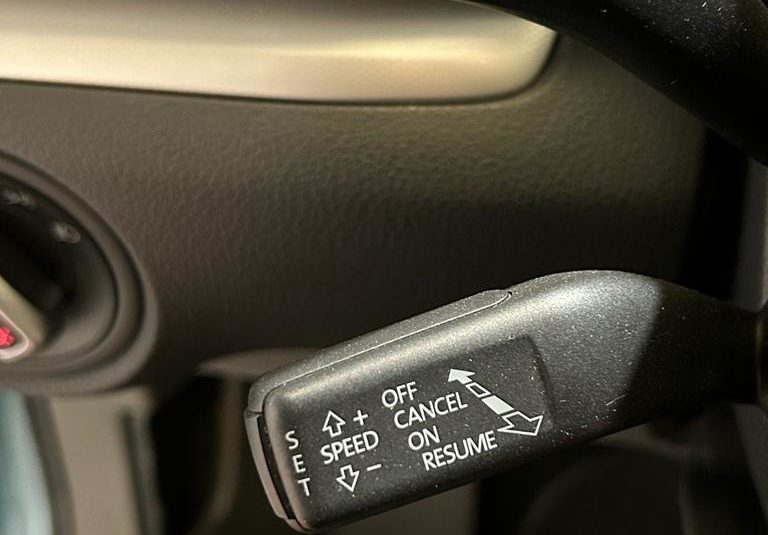 SET
+
SPEED
−
OFF
CANCEL
ON
RESUME